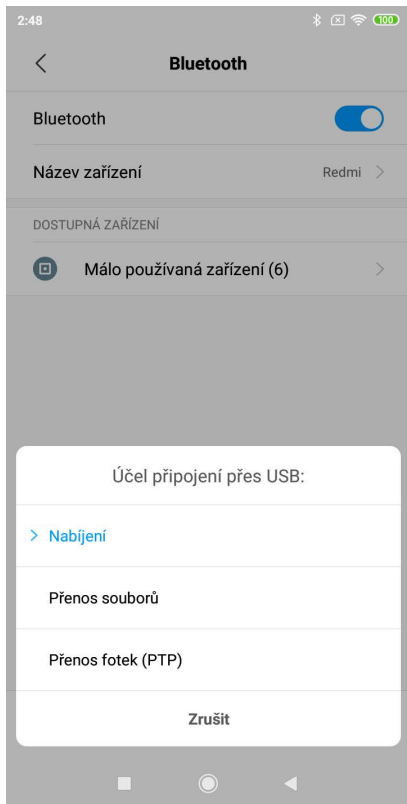 2:48
100
Bluetooth
Bluetooth
Název zařízení
Redmi
DOSTUPNÁ ZAŘÍZENÍ
Málo používaná zařízení (6)
Účel připojení přes USB:
Nabíjení
Přenos souborů
Přenos fotek (PTP)
Zrušit